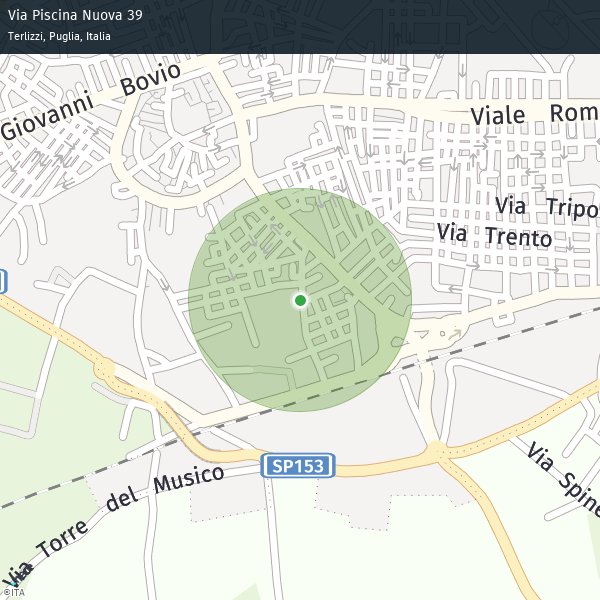 Via Piscina Nuova 39
Terlizzi, Puglia, Italia
Giovanni Bovio
Viale Rom
Via Tripo
Via Trento
SP153
Via Torre del Musico
Via Spine
©ITA